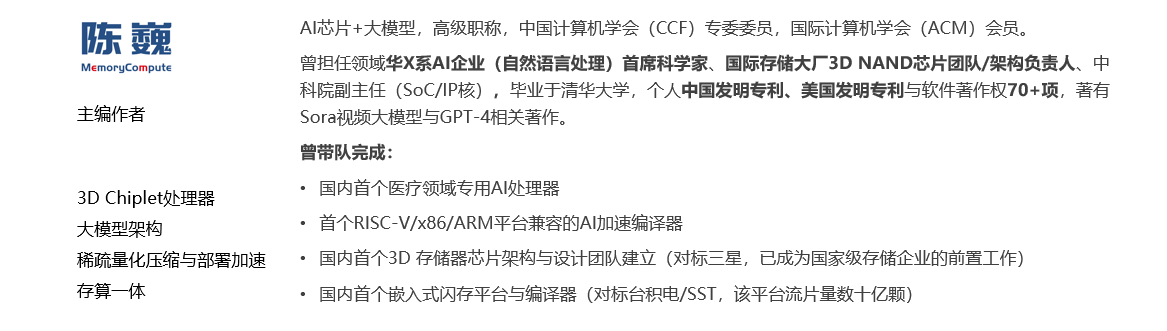 陈 巍
MemoryCompute
主编作者
3D Chiplet处理器
大模型架构
稀疏量化压缩与部署加速
存算一体
AI芯片+大模型，高级职称，中国计算机学会（CCF）专委委员，国际计算机学会（ACM）会员。
曾担任领域华X系AI企业（自然语言处理）首席科学家、国际存储大厂3D NAND芯片团队/架构负责人、中
科院副主任（SoC/IP核），毕业于清华大学，个人中国发明专利、美国发明专利与软件著作权70+项，著有
Sora视频大模型与GPT-4相关著作。
曾带队完成：
• 国内首个医疗领域专用AI处理器
• 首个RISC-V/x86/ARM平台兼容的AI加速编译器
• 国内首个3D 存储器芯片架构与设计团队建立（对标三星，已成为国家级存储企业的前置工作）
• 国内首个嵌入式闪存平台与编译器（对标台积电/SST，该平台流片量数十亿颗）